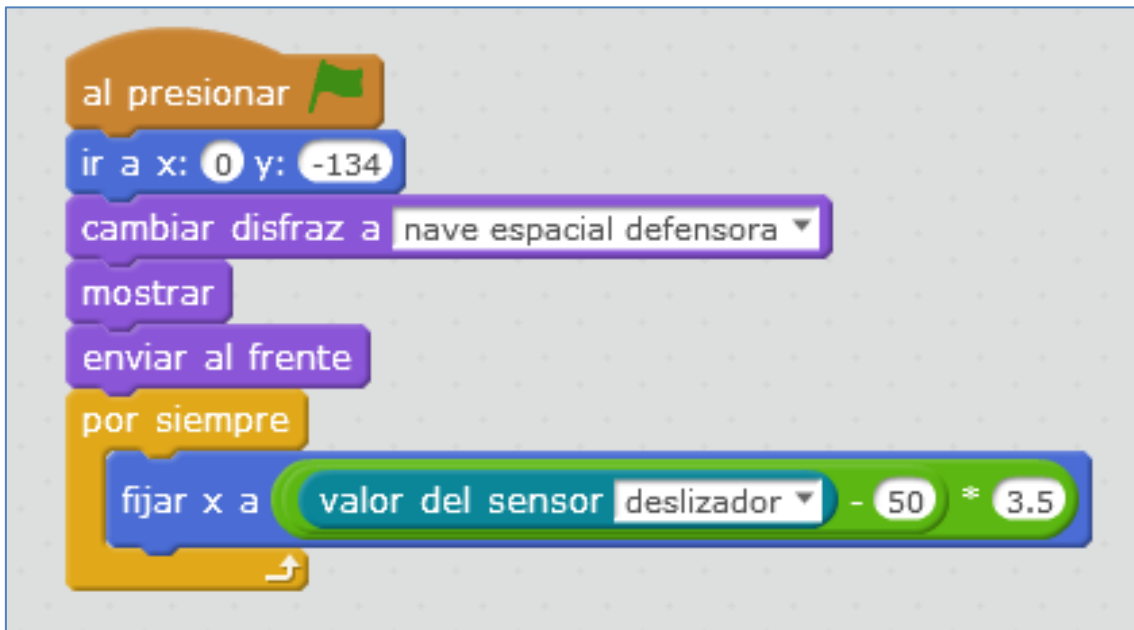 al presionar
ir a x: 0 y: -134
cambiar disfraz a nave espacial defensora
mostrar
enviar al frente
por siempre
fijar x a valor del sensor deslizador - 50 * 3.5